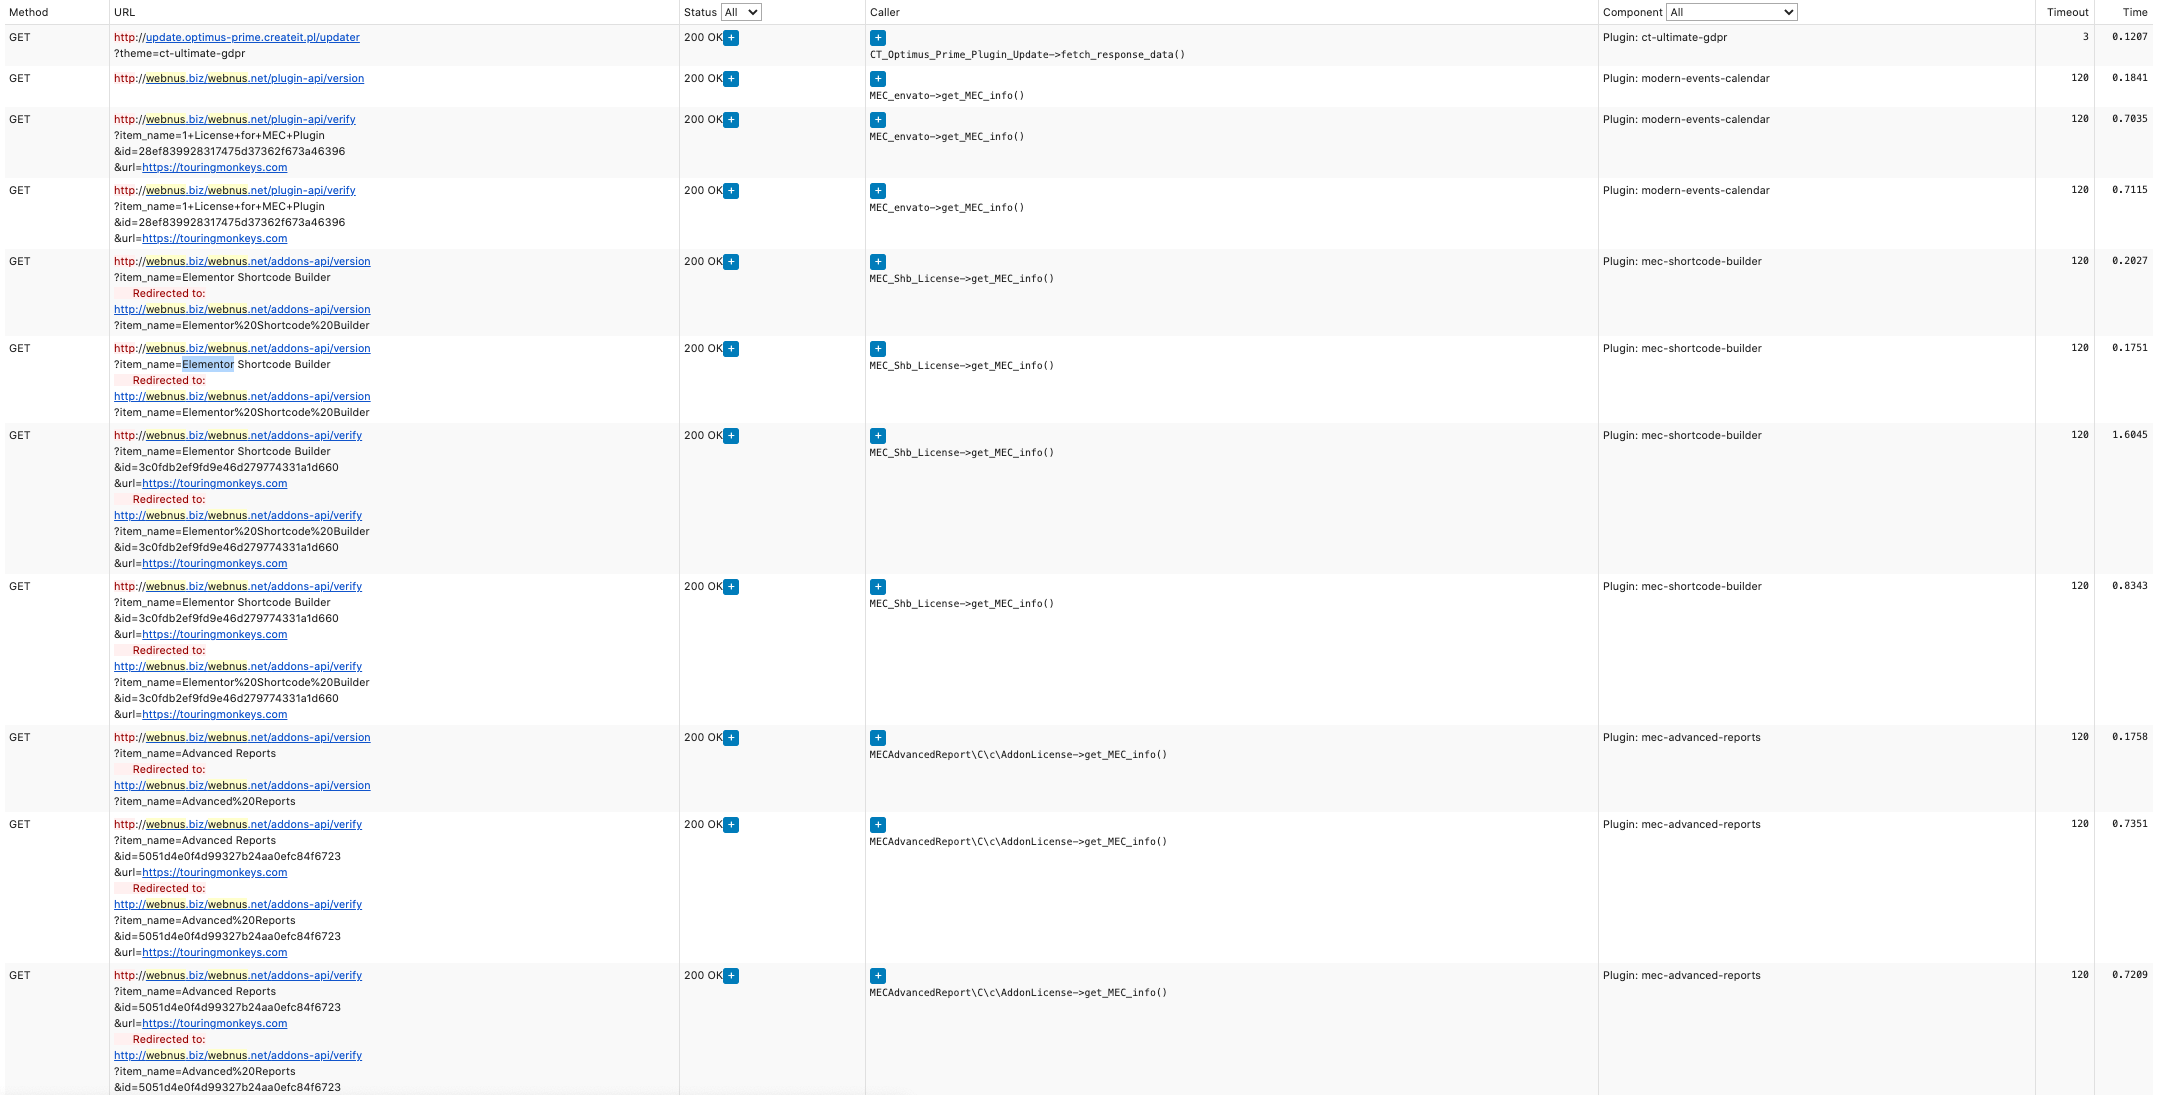 Method URL Status All Caller Component All Timeout Time
GET http://update.optimus-prime.createit.pl/updater 200 OK + + Plugin: ct-ultimate-gdpr 3 0.1207
?theme=ct-ultimate-gdpr CT_Optimus_Prime_Plugin_Update->fetch_response_data()
GET http://webnus.biz/webnus.net/plugin-api/version 200 OK + + Plugin: modern-events-calendar 120 0.1841
MEC_envato->get_MEC_info()
GET http://webnus.biz/webnus.net/plugin-api/verify 200 OK + + Plugin: modern-events-calendar 120 0.7035
?item_name=1+License+for+MEC+Plugin MEC_envato->get_MEC_info()
&id=28ef839928317475d37362f673a46396
&url=https://touringmonkeys.com
GET http://webnus.biz/webnus.net/plugin-api/verify 200 OK + + Plugin: modern-events-calendar 120 0.7115
?item_name=1+License+for+MEC+Plugin MEC_envato->get_MEC_info()
&id=28ef839928317475d37362f673a46396
&url=https://touringmonkeys.com
GET http://webnus.biz/webnus.net/addons-api/version 200 OK + + Plugin: mec-shortcode-builder 120 0.2027
?item_name=Elementor Shortcode Builder MEC_Shb_License->get_MEC_info()
Redirected to:
http://webnus.biz/webnus.net/addons-api/version
?item_name=Elementor%20Shortcode%20Builder
GET http://webnus.biz/webnus.net/addons-api/version 200 OK + + Plugin: mec-shortcode-builder 120 0.1751
?item_name=Elementor Shortcode Builder MEC_Shb_License->get_MEC_info()
Redirected to:
http://webnus.biz/webnus.net/addons-api/version
?item_name=Elementor%20Shortcode%20Builder
GET http://webnus.biz/webnus.net/addons-api/verify 200 OK + + Plugin: mec-shortcode-builder 120 1.6045
?item_name=Elementor Shortcode Builder MEC_Shb_License->get_MEC_info()
&id=3c0fdb2ef9fd9e46d279774331a1d660
&url=https://touringmonkeys.com
Redirected to:
http://webnus.biz/webnus.net/addons-api/verify
?item_name=Elementor%20Shortcode%20Builder
&id=3c0fdb2ef9fd9e46d279774331a1d660
&url=https://touringmonkeys.com
GET http://webnus.biz/webnus.net/addons-api/verify 200 OK + + Plugin: mec-shortcode-builder 120 0.8343
?item_name=Elementor Shortcode Builder MEC_Shb_License->get_MEC_info()
&id=3c0fdb2ef9fd9e46d279774331a1d660
&url=https://touringmonkeys.com
Redirected to:
http://webnus.biz/webnus.net/addons-api/verify
?item_name=Elementor%20Shortcode%20Builder
&id=3c0fdb2ef9fd9e46d279774331a1d660
&url=https://touringmonkeys.com
GET http://webnus.biz/webnus.net/addons-api/version 200 OK + + Plugin: mec-advanced-reports 120 0.1758
?item_name=Advanced Reports MECAdvancedReport\C\c\AddonLicense->get_MEC_info()
Redirected to:
http://webnus.biz/webnus.net/addons-api/version
?item_name=Advanced%20Reports
GET http://webnus.biz/webnus.net/addons-api/verify 200 OK + + Plugin: mec-advanced-reports 120 0.7351
?item_name=Advanced Reports MECAdvancedReport\C\c\AddonLicense->get_MEC_info()
&id=5051d4e0f4d99327b24aa0efc84f6723
&url=https://touringmonkeys.com
Redirected to:
http://webnus.biz/webnus.net/addons-api/verify
?item_name=Advanced%20Reports
&id=5051d4e0f4d99327b24aa0efc84f6723
&url=https://touringmonkeys.com
GET http://webnus.biz/webnus.net/addons-api/verify 200 OK + + Plugin: mec-advanced-reports 120 0.7209
?item_name=Advanced Reports MECAdvancedReport\C\c\AddonLicense->get_MEC_info()
&id=5051d4e0f4d99327b24aa0efc84f6723
&url=https://touringmonkeys.com
Redirected to:
http://webnus.biz/webnus.net/addons-api/verify
?item_name=Advanced%20Reports
&id=5051d4e0f4d99327b24aa0efc84f6723